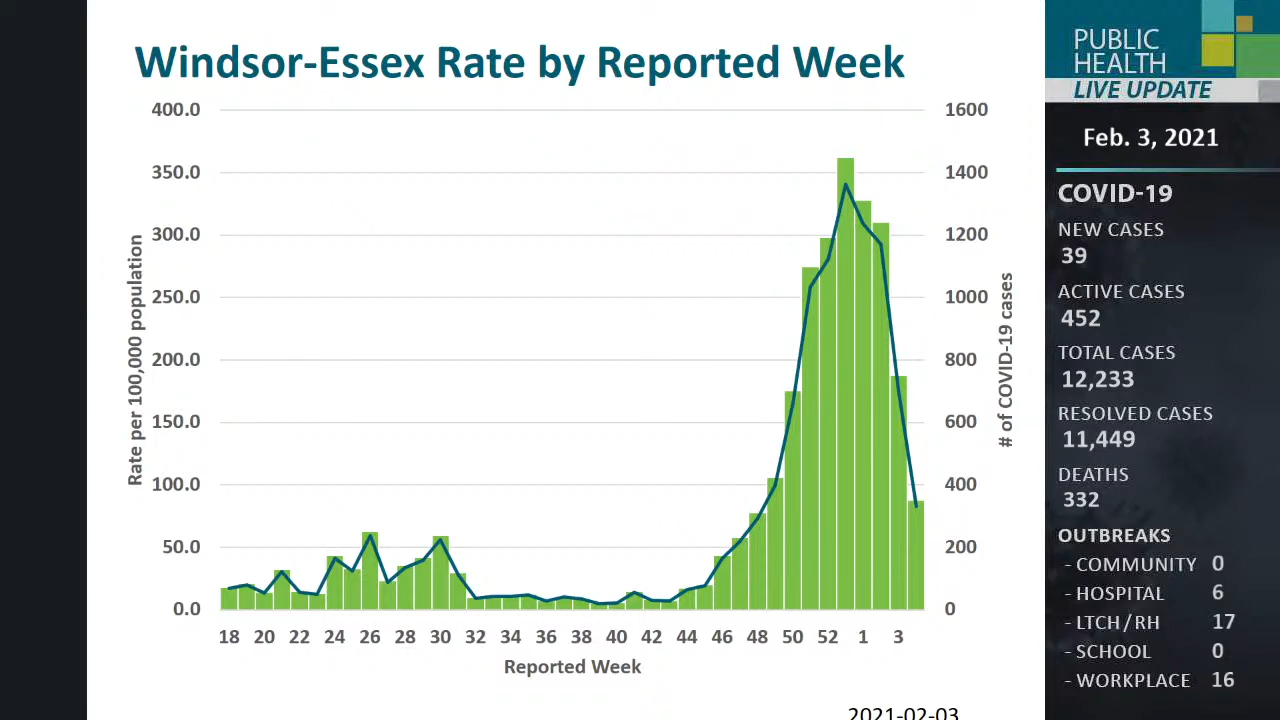 Windsor-Essex Rate by Reported Week
400.0
350.0
300.0
250.0
200.0
150.0
100.0
50.0
0.0
Rate per 100,000 population
1600
1400
1200
1000
800
600
400
200
0
# of COVID-19 cases
18 20 22 24 26 28 30 32 34 36 38 40 42 44 46 48 50 52 1 3
Reported Week
2021-02-03
PUBLIC
HEALTH
LIVE UPDATE
Feb. 3, 2021
COVID-19
NEW CASES
39
ACTIVE CASES
452
TOTAL CASES
12,233
RESOLVED CASES
11,449
DEATHS
332
OUTBREAKS
- COMMUNITY 0
- HOSPITAL 6
- LTCH/RH 17
- SCHOOL 0
- WORKPLACE 16